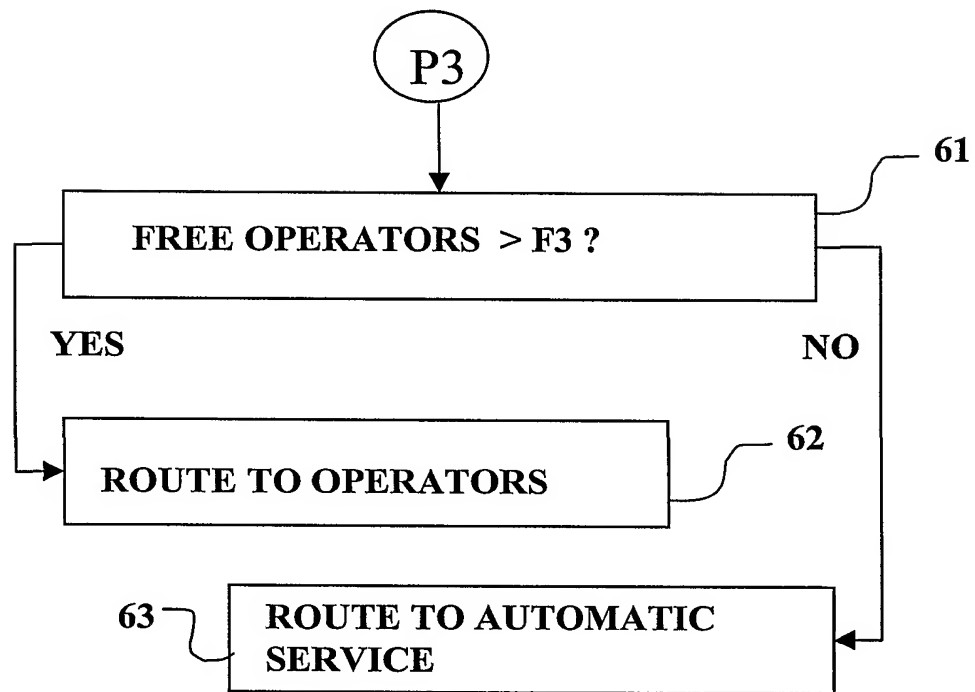 P3
61
FREE OPERATORS > F3 ?
YES
NO
62
ROUTE TO OPERATORS
63
ROUTE TO AUTOMATIC
SERVICE